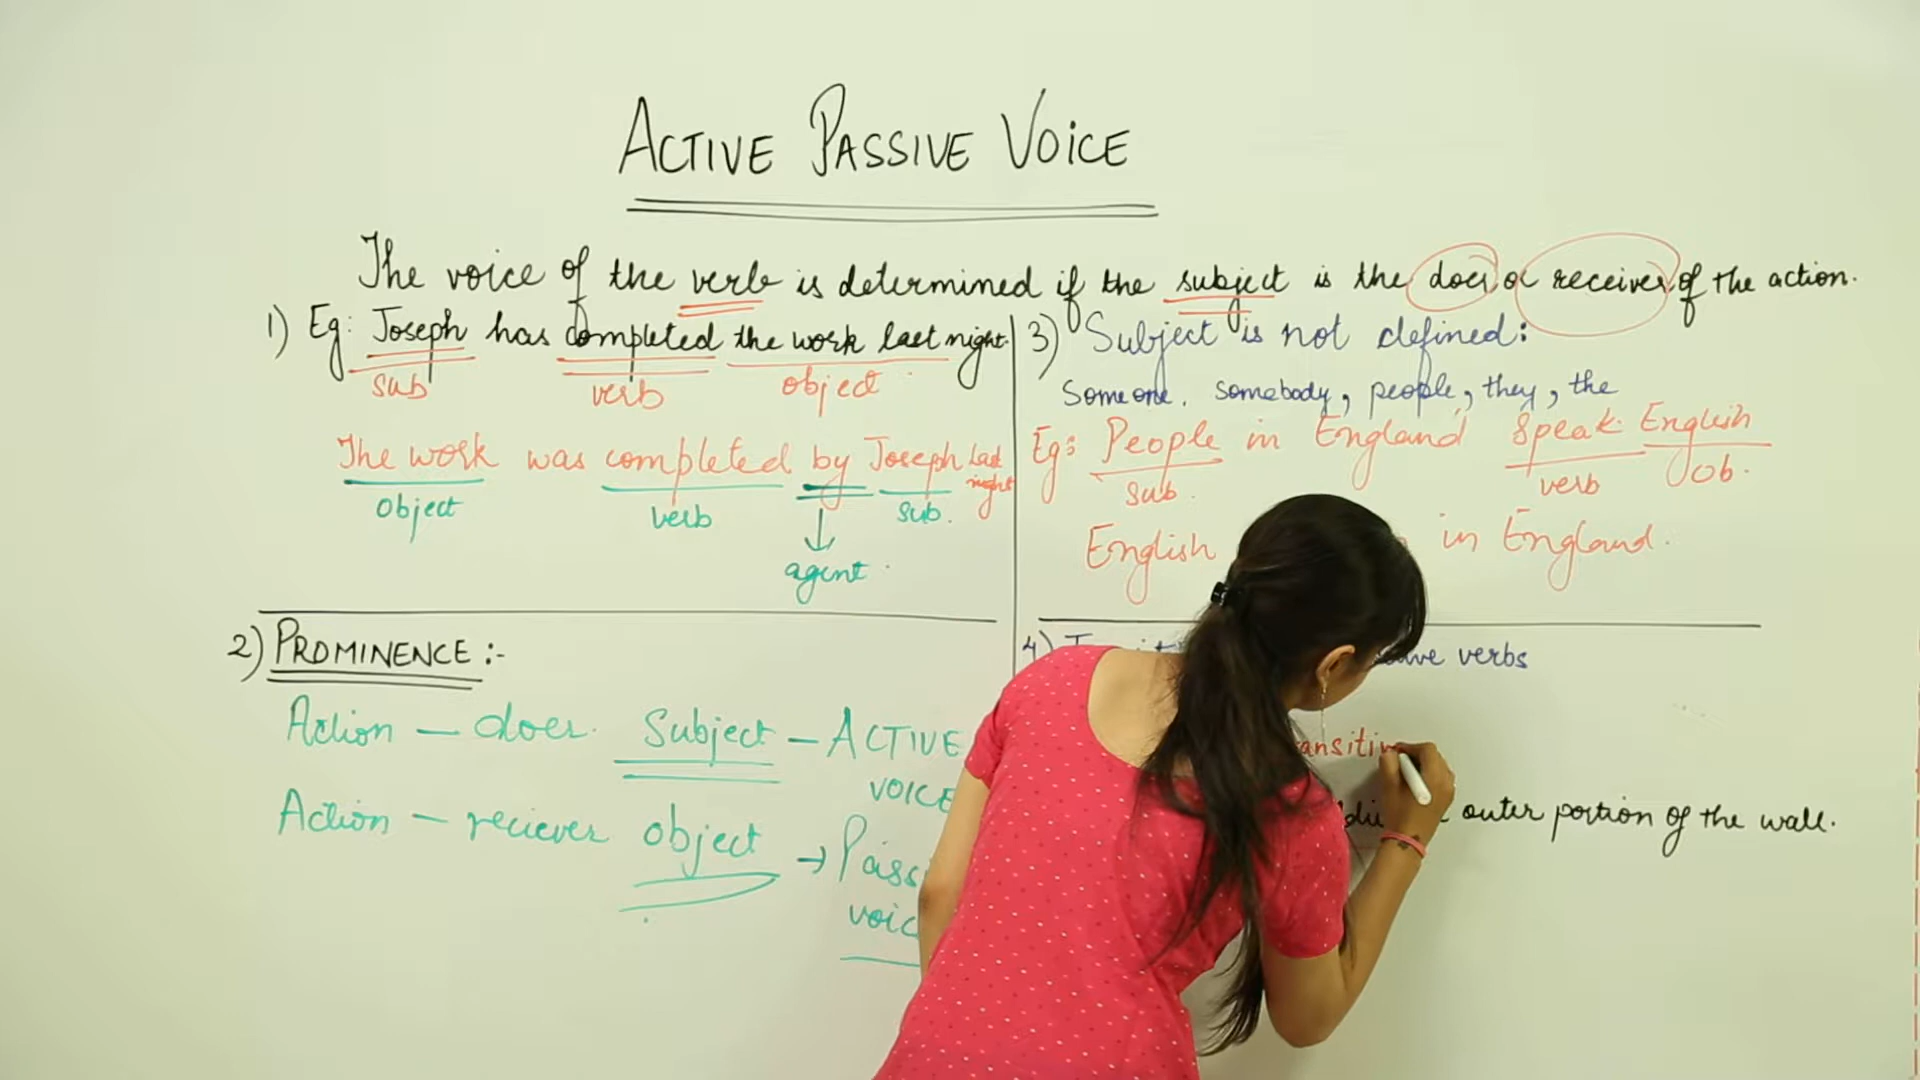 ACTIVE PASSIVE VOICE
The voice of the verb is determined if the subject is the doer or receiver of the action.
1) Eg: Joseph has completed the work last night.
sub verb object
The work was completed by Joseph last night
object verb sub.
agent
2) PROMINENCE :-
Action - doer. Subject - ACTIVE VOICE
Action - reciever object → Pass
voic
3) Subject is not defined:
Someone, somebody, people, they, the
Eg: People in England Speak English
sub. verb Ob.
English in England.
4) verbs
ansitiv
outer portion of the wall.